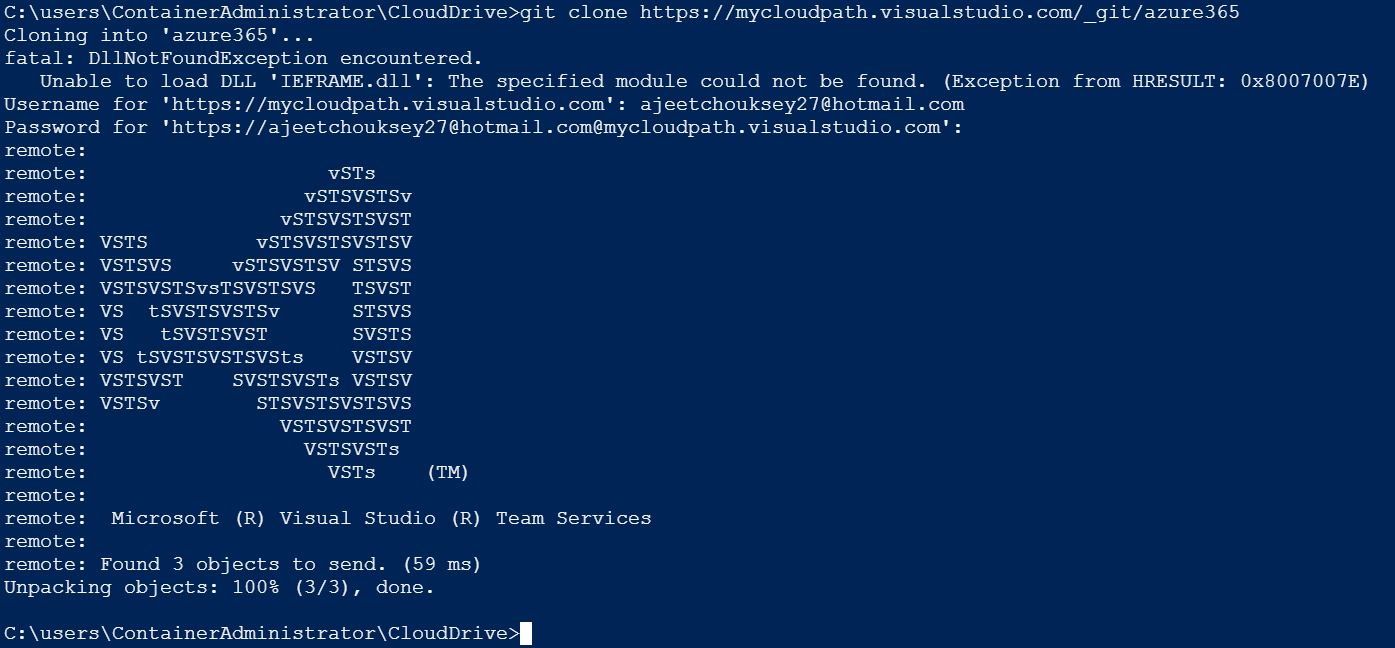 C:\users\ContainerAdministrator\CloudDrive>git clone https://mycloudpath.visualstudio.com/_git/azure365
Cloning into 'azure365'...
fatal: DllNotFoundException encountered.
   Unable to load DLL 'IEFRAME.dll': The specified module could not be found. (Exception from HRESULT: 0x8007007E)
Username for 'https://mycloudpath.visualstudio.com': ajeetchouksey27@hotmail.com
Password for 'https://ajeetchouksey27@hotmail.com@mycloudpath.visualstudio.com':
remote:
remote:                    vSTs
remote:                  vSTSVSTSv
remote:                vSTSVSTSVST
remote: VSTS         vSTSVSTSVSTSV
remote: VSTSVS     vSTSVSTSV STSVS
remote: VSTSVSTSvsTSVSTSVS   TSVST
remote: VS  tSVSTSVSTSv      STSVS
remote: VS   tSVSTSVST       SVSTS
remote: VS tSVSTSVSTSVSts    VSTSV
remote: VSTSVST    SVSTSVSTs VSTSV
remote: VSTSv        STSVSTSVSTSVS
remote:                VSTSVSTSVST
remote:                  VSTSVSTs
remote:                    VSTs    (TM)
remote:
remote:  Microsoft (R) Visual Studio (R) Team Services
remote:
remote: Found 3 objects to send. (59 ms)
Unpacking objects: 100% (3/3), done.
C:\users\ContainerAdministrator\CloudDrive>